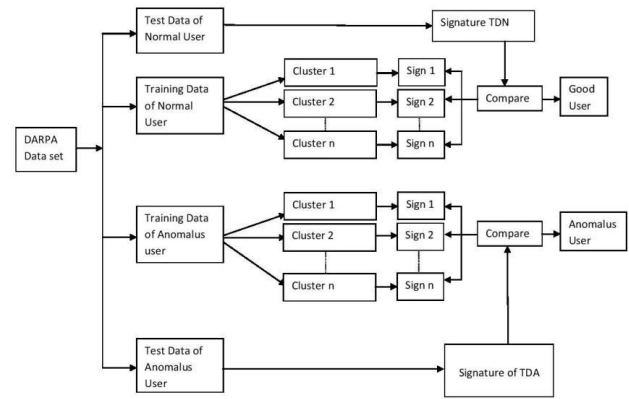 Test Data of
Normal User
Signature TDN
Training Data
of Normal
User
Cluster 1
Sign 1
Cluster 2
Sign 2
Cluster n
Sign n
Compare
Good
User
DARPA
Data set
Training Data
of Anomalus
user
Cluster 1
Sign 1
Cluster 2
Sign 2
Cluster n
Sign n
Compare
Anomalus
User
Test Data of
Anomalus
User
Signature of TDA